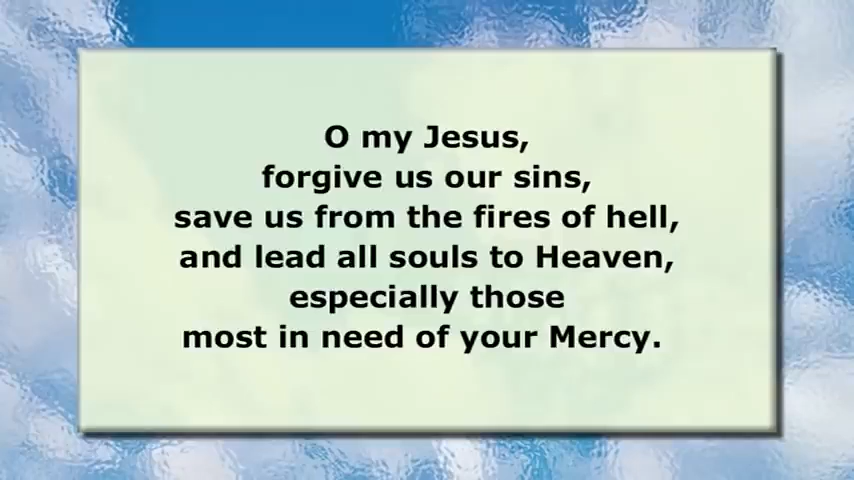 O my Jesus,
forgive us our sins,
save us from the fires of hell,
and lead all souls to Heaven,
especially those
most in need of your Mercy.